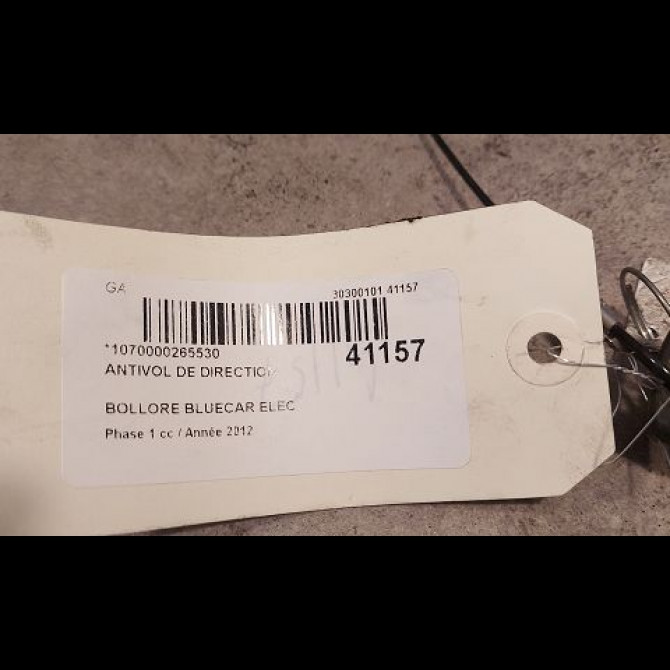 GA 30300101 41157
*1070000265530 41157
ANTIVOL DE DIRECTION
BOLLORE BLUECAR ELEC
Phase 1 cc / Année 2012